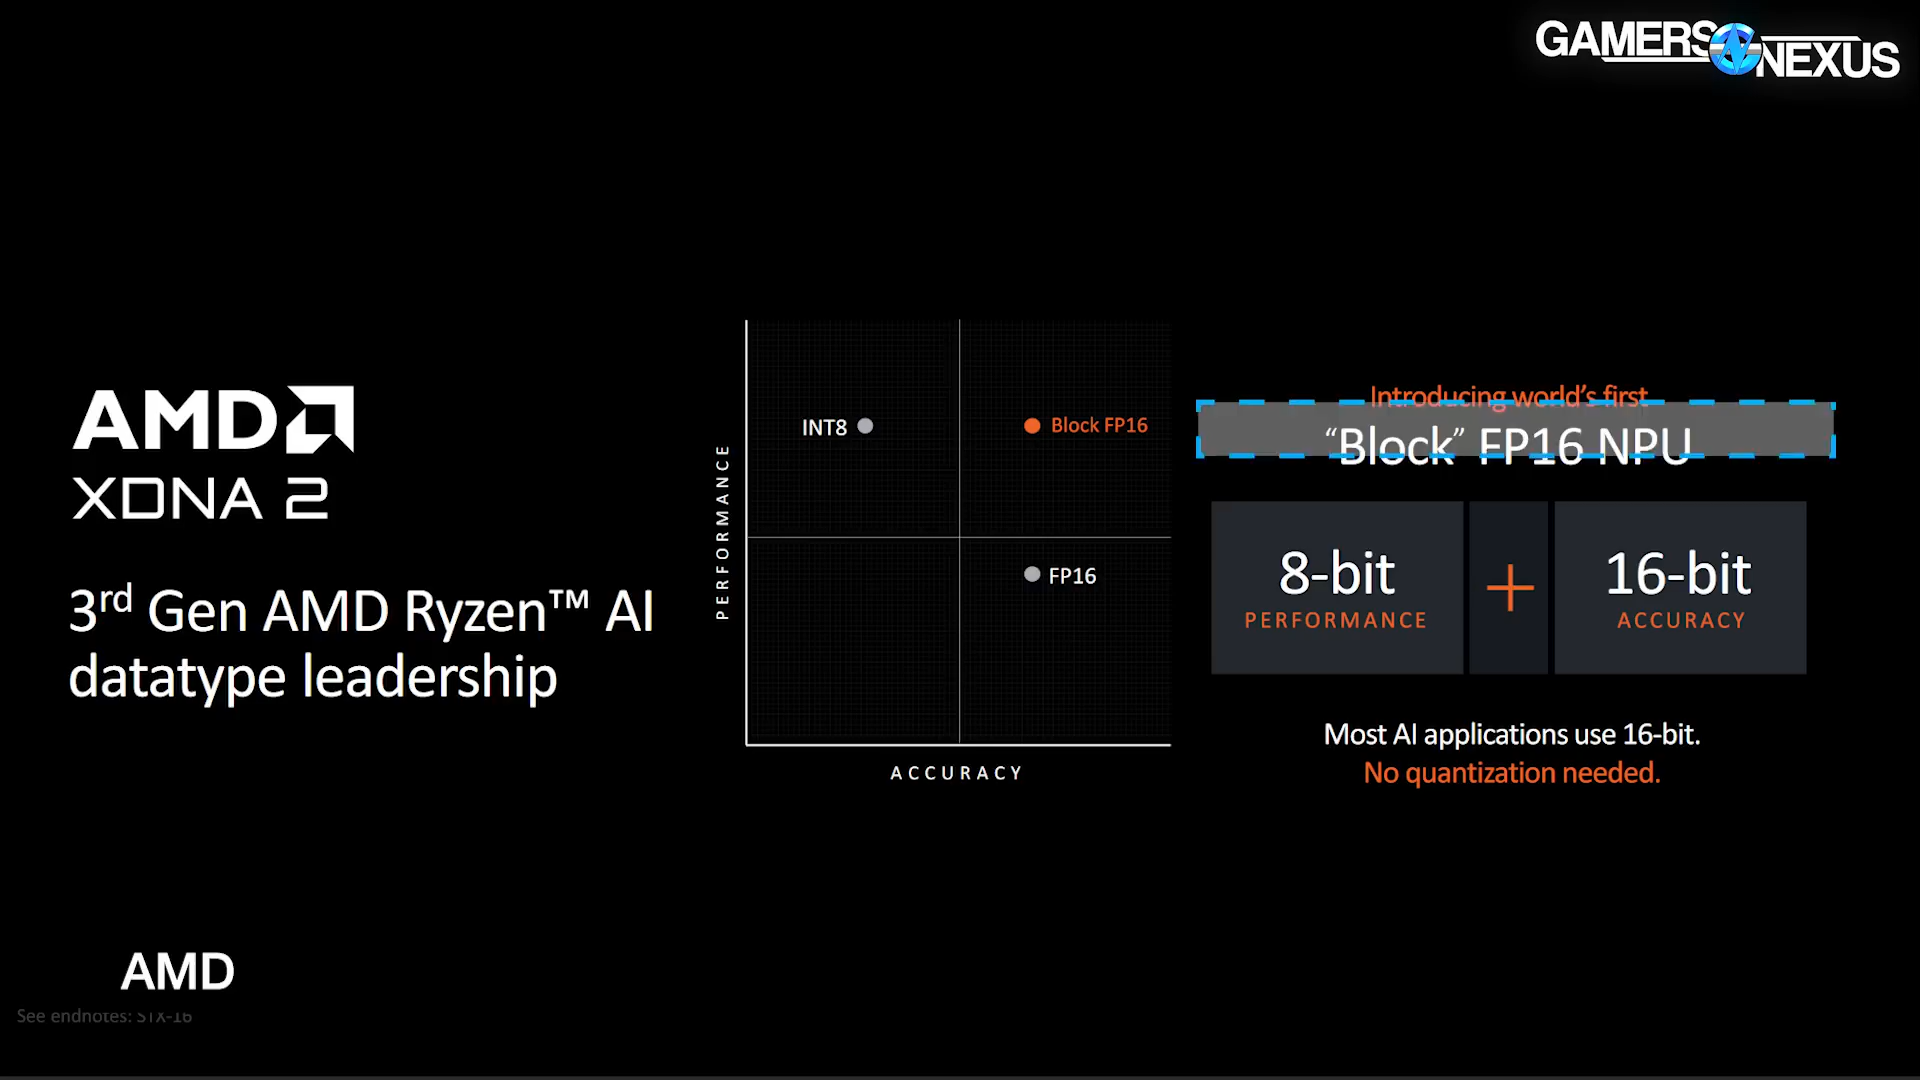 GAMERS NEXUS
AMD
XDNA 2
3rd Gen AMD Ryzen™ AI
datatype leadership
PERFORMANCE
INT8
Block FP16
FP16
ACCURACY
Introducing world’s first
“Block” FP16 NPU
8-bit
PERFORMANCE
+
16-bit
ACCURACY
Most AI applications use 16-bit.
No quantization needed.
AMD
See endnotes: STX-16